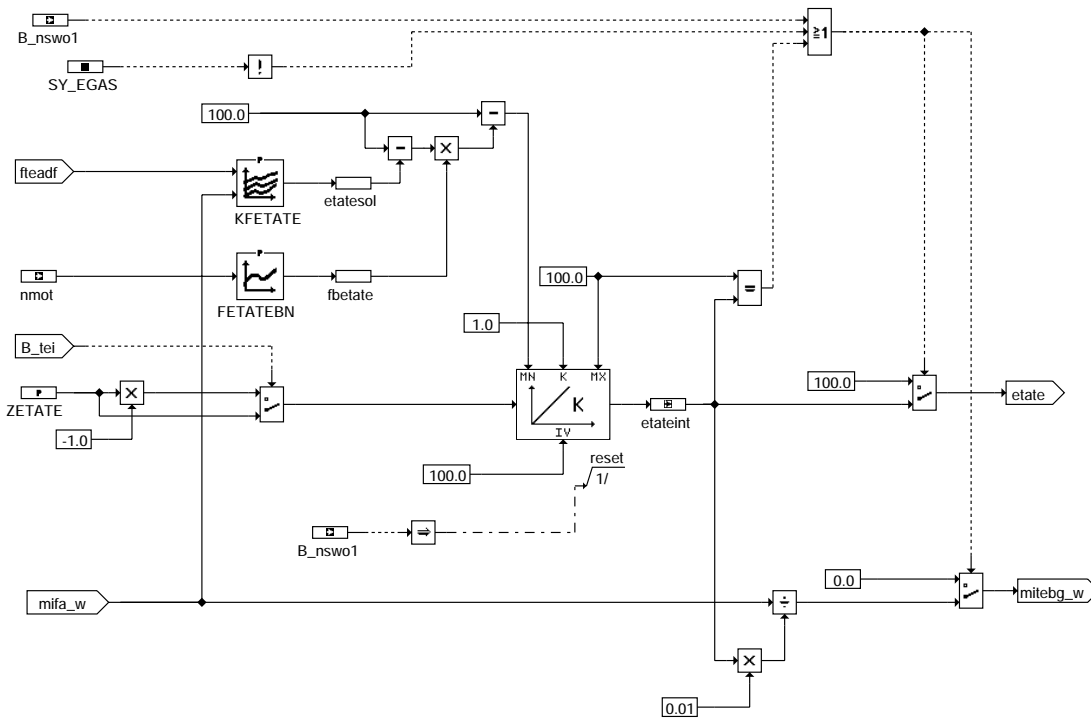 B_nswo1
≥1
SY_EGAS
!
100.0
−
−
×
fteadf
P
KFETATE
etatesol
P
nmot
FETATEBN
fbetate
100.0
=
1.0
B_tei
MN K MX
P
ZETATE
×
K
100.0
etate
-1.0
IV
etateint
100.0
reset
1/
B_nswo1
⇒
0.0
mifa_w
÷
mitebg_w
×
0.01